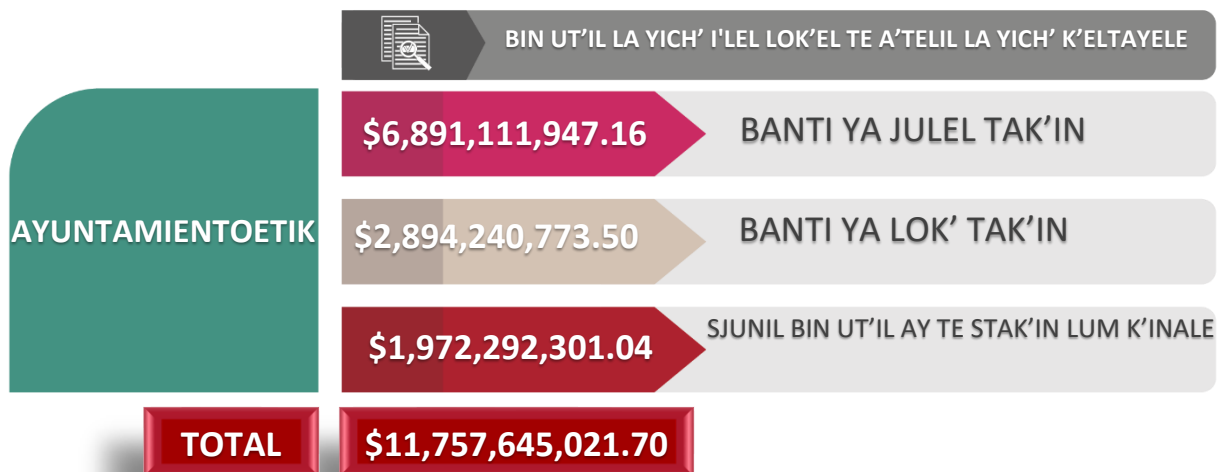 BIN UT’IL LA YICH’ I'LEL LOK’EL TE A’TELIL LA YICH’ K’ELTAYELE
AYUNTAMIENTOETIK
$6,891,111,947.16
BANTI YA JULEL TAK’IN
$2,894,240,773.50
BANTI YA LOK’ TAK’IN
$1,972,292,301.04
SJUNIL BIN UT’IL AY TE STAK’IN LUM K’INALE
TOTAL
$11,757,645,021.70